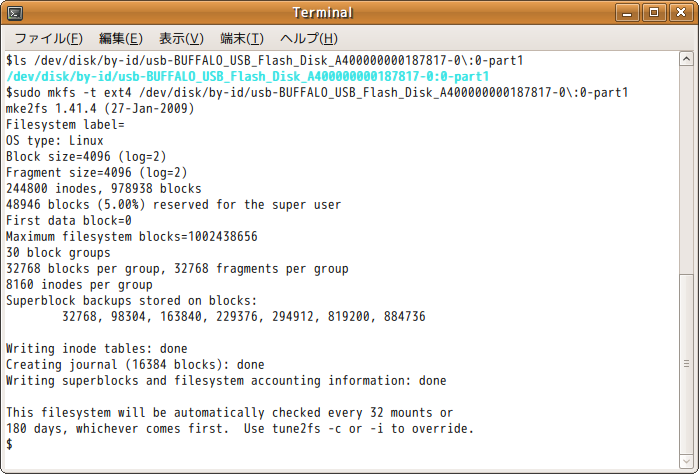 Terminal
ファイル(F) 編集(E) 表示(V) 端末(T) ヘルプ(H)
$ls /dev/disk/by-id/usb-BUFFALO_USB_Flash_Disk_A400000000187817-0\:0-part1
/dev/disk/by-id/usb-BUFFALO_USB_Flash_Disk_A400000000187817-0:0-part1
$sudo mkfs -t ext4 /dev/disk/by-id/usb-BUFFALO_USB_Flash_Disk_A400000000187817-0\:0-part1
mke2fs 1.41.4 (27-Jan-2009)
Filesystem label=
OS type: Linux
Block size=4096 (log=2)
Fragment size=4096 (log=2)
244800 inodes, 978938 blocks
48946 blocks (5.00%) reserved for the super user
First data block=0
Maximum filesystem blocks=1002438656
30 block groups
32768 blocks per group, 32768 fragments per group
8160 inodes per group
Superblock backups stored on blocks:
        32768, 98304, 163840, 229376, 294912, 819200, 884736

Writing inode tables: done
Creating journal (16384 blocks): done
Writing superblocks and filesystem accounting information: done

This filesystem will be automatically checked every 32 mounts or
180 days, whichever comes first.  Use tune2fs -c or -i to override.
$